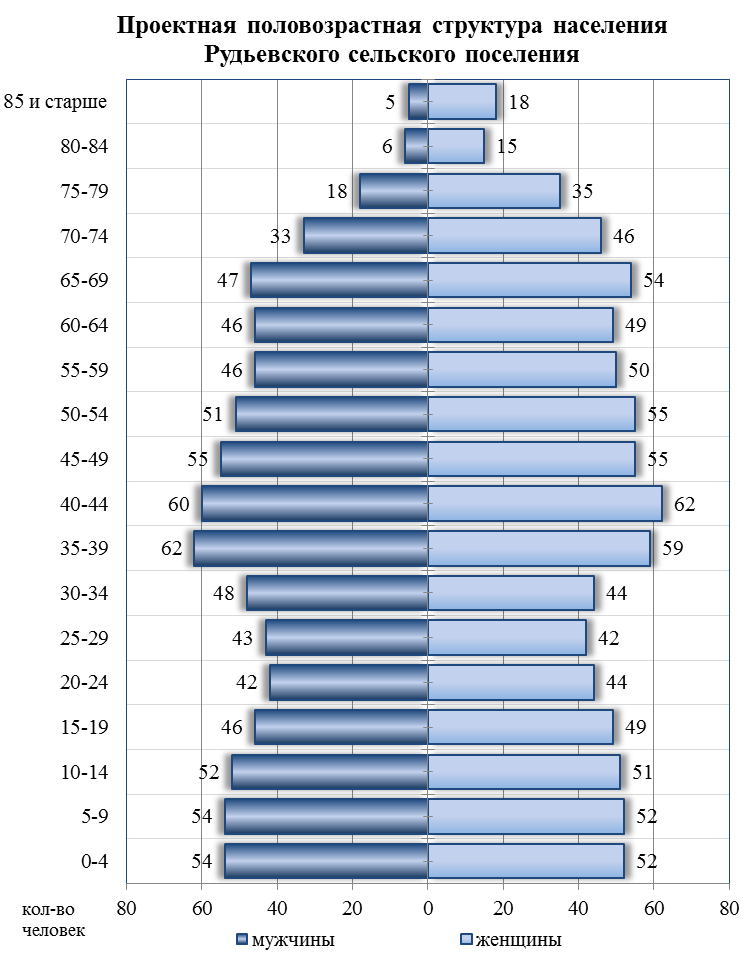 Проектная половозрастная структура населения
Рудьевского сельского поселения
85 и старше 5 18
80-84 6 15
75-79 18 35
70-74 33 46
65-69 47 54
60-64 46 49
55-59 46 50
50-54 51 55
45-49 55 55
40-44 60 62
35-39 62 59
30-34 48 44
25-29 43 42
20-24 42 44
15-19 46 49
10-14 52 51
5-9 54 52
0-4 54 52
80 60 40 20 0 20 40 60 80
кол-во
человек
мужчины женщины